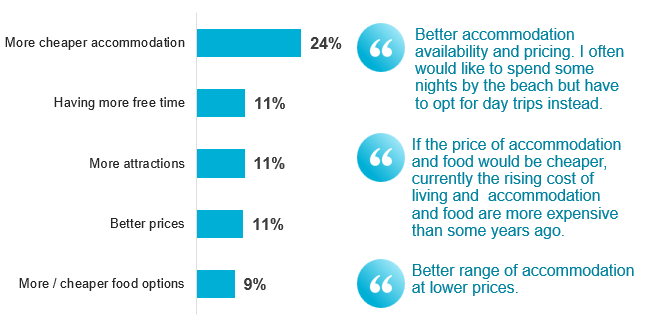 More cheaper accommodation 24%
Having more free time 11%
More attractions 11%
Better prices 11%
More / cheaper food options 9%
Better accommodation
availability and pricing. I often
would like to spend some
nights by the beach but have
to opt for day trips instead.
If the price of accommodation
and food would be cheaper,
currently the rising cost of
living and  accommodation
and food are more expensive
than some years ago.
Better range of accommodation
at lower prices.